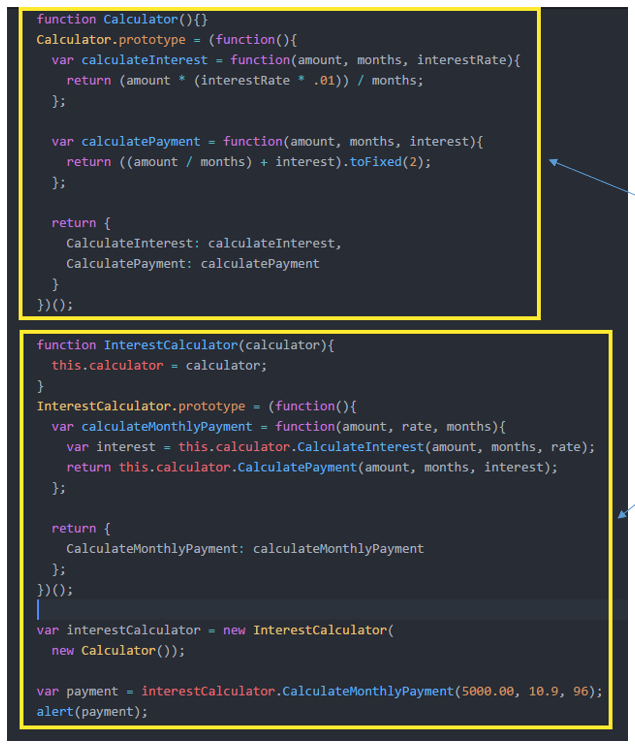 function Calculator(){}
Calculator.prototype = (function(){
  var calculateInterest = function(amount, months, interestRate){
    return (amount * (interestRate * .01)) / months;
  };

  var calculatePayment = function(amount, months, interest){
    return ((amount / months) + interest).toFixed(2);
  };

  return {
    CalculateInterest: calculateInterest,
    CalculatePayment: calculatePayment
  }
})();

function InterestCalculator(calculator){
  this.calculator = calculator;
}
InterestCalculator.prototype = (function(){
  var calculateMonthlyPayment = function(amount, rate, months){
    var interest = this.calculator.CalculateInterest(amount, months, rate);
    return this.calculator.CalculatePayment(amount, months, interest);
  };

  return {
    CalculateMonthlyPayment: calculateMonthlyPayment
  };
})();

var interestCalculator = new InterestCalculator(
  new Calculator());

var payment = interestCalculator.CalculateMonthlyPayment(5000.00, 10.9, 96);
alert(payment);